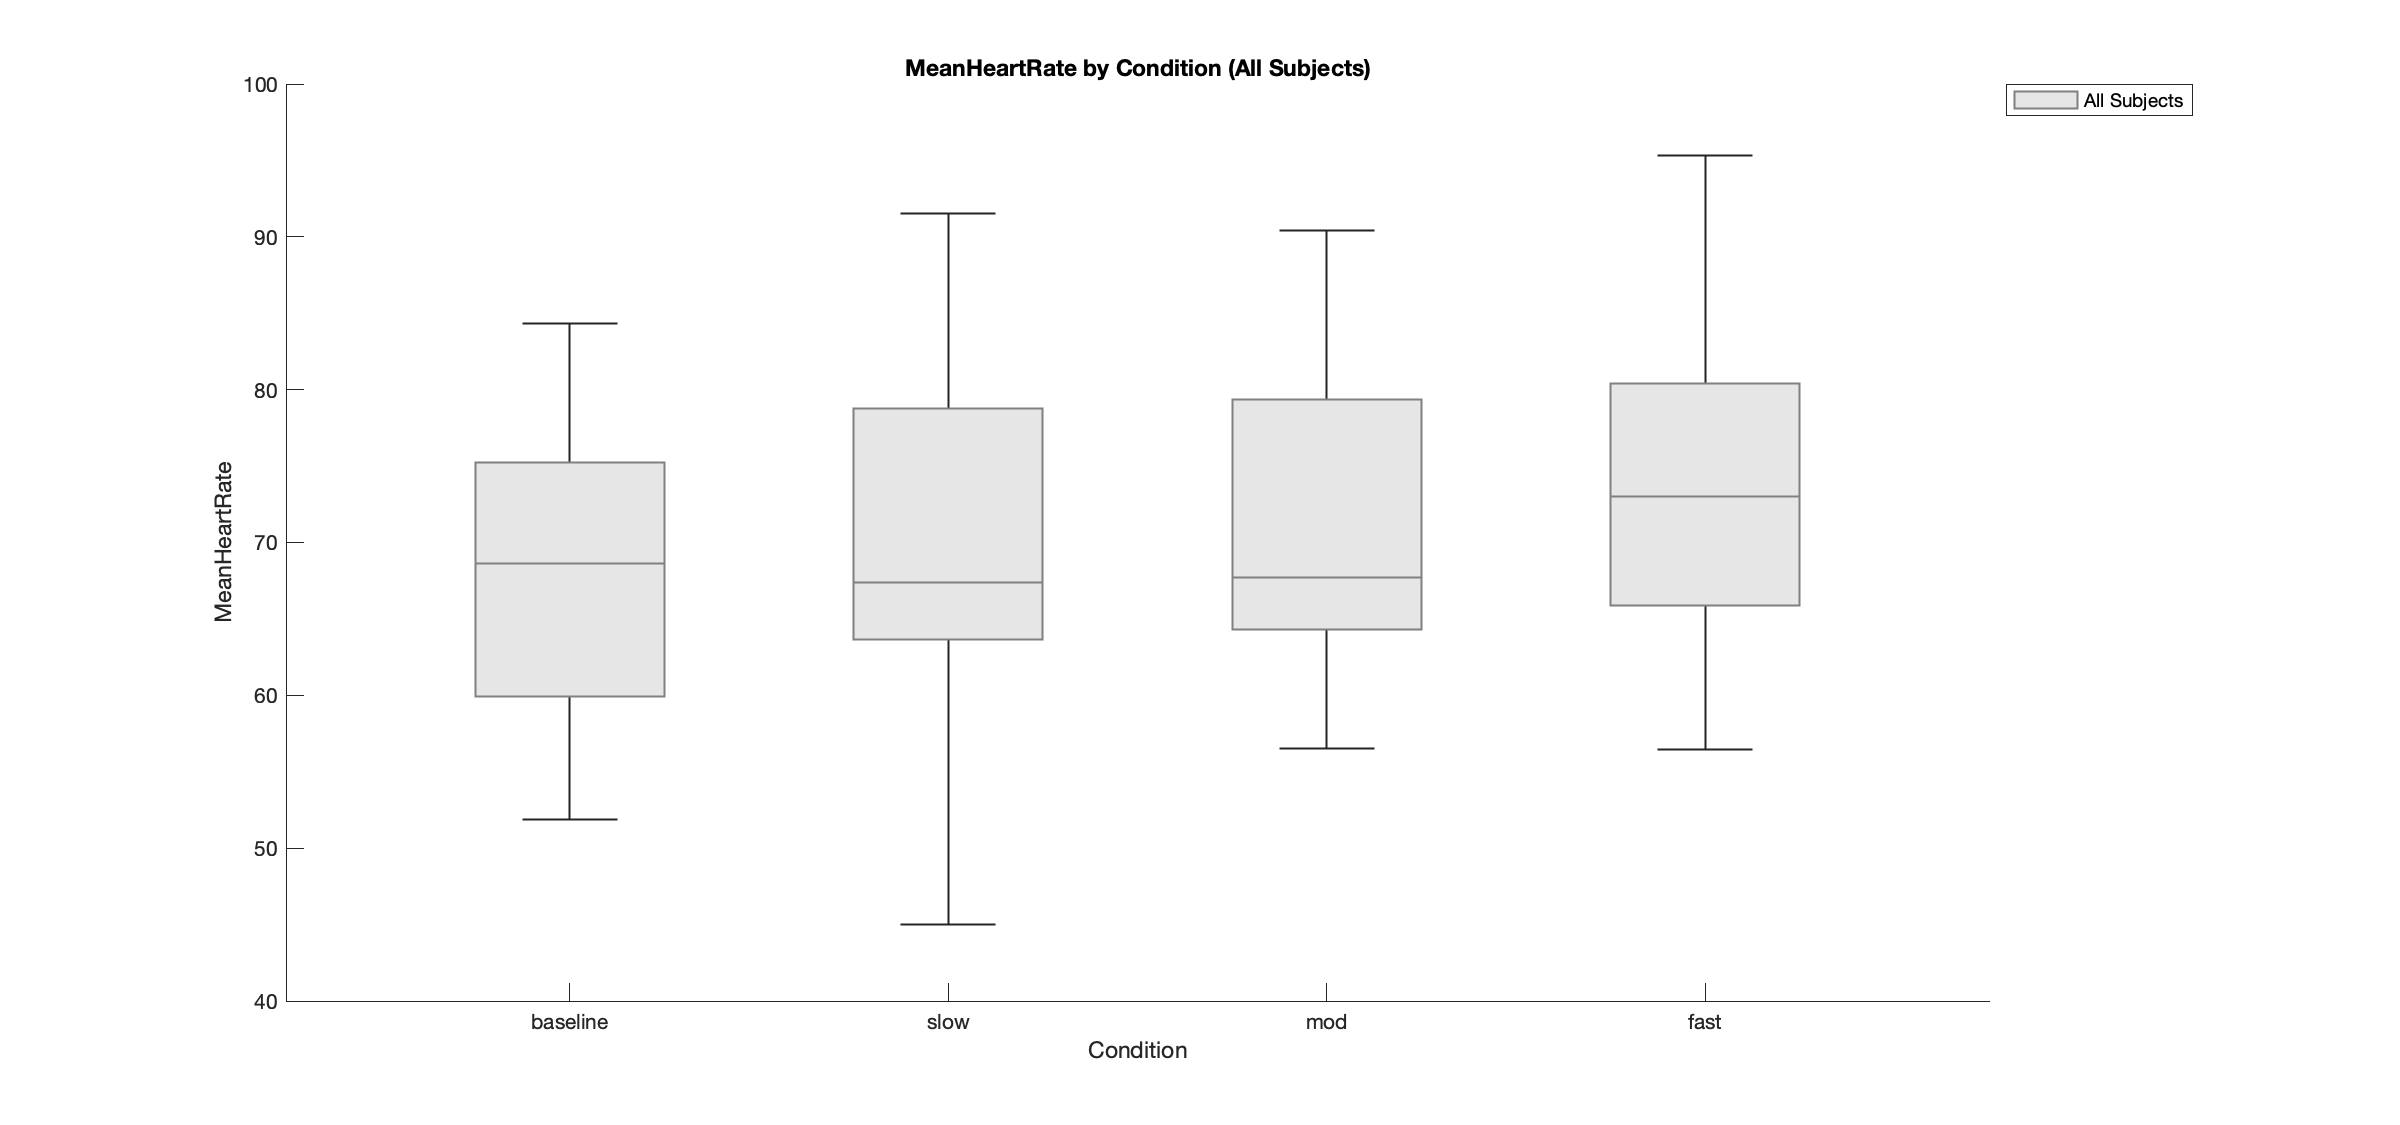 MeanHeartRate by Condition (All Subjects)
All Subjects
100
90
80
70
60
50
40
MeanHeartRate
baseline slow mod fast
Condition